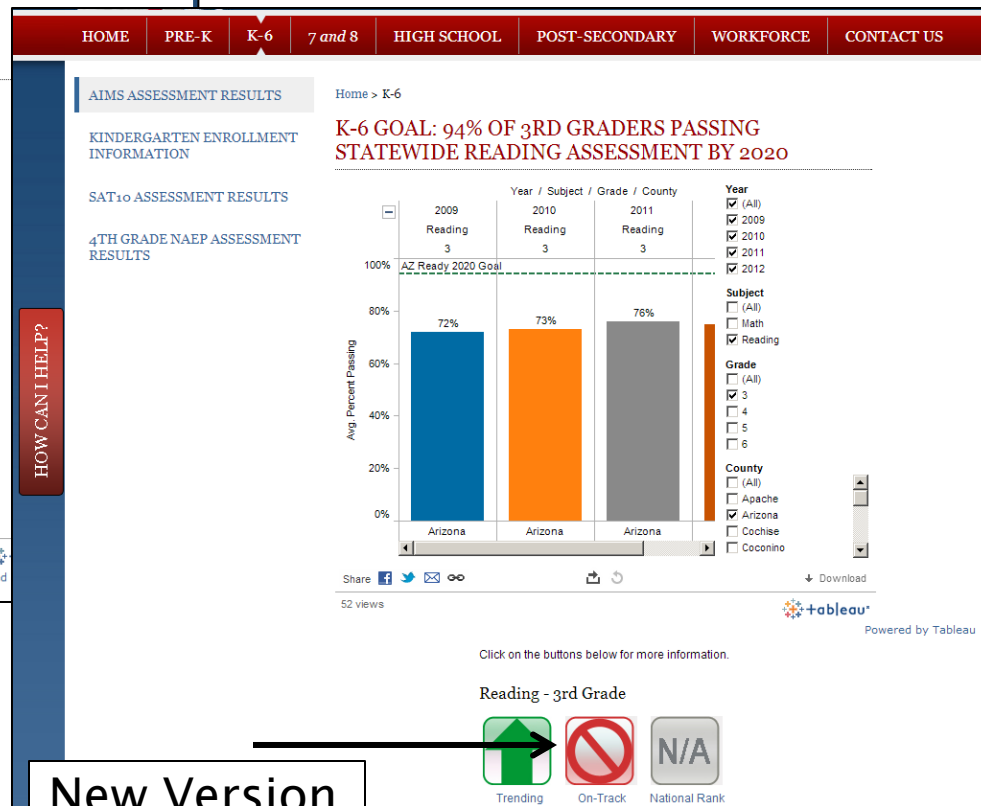 HOME PRE-K K-6 7 and 8 HIGH SCHOOL POST-SECONDARY WORKFORCE CONTACT US
AIMS ASSESSMENT RESULTS
KINDERGARTEN ENROLLMENT
INFORMATION
SAT10 ASSESSMENT RESULTS
4TH GRADE NAEP ASSESSMENT
RESULTS
HOW CAN I HELP?
Home > K-6
K-6 GOAL: 94% OF 3RD GRADERS PASSING
STATEWIDE READING ASSESSMENT BY 2020
Year / Subject / Grade / County
2009 2010 2011
Reading Reading Reading
3 3 3
AZ Ready 2020 Goal
100%
80%
60%
40%
20%
0%
Avg. Percent Passing
72% 73% 76%
Arizona Arizona Arizona
Year
(All)
2009
2010
2011
2012
Subject
(All)
Math
Reading
Grade
(All)
3
4
5
6
County
(All)
Apache
Arizona
Cochise
Coconino
Share Download
52 views
+ableau
Powered by Tableau
Click on the buttons below for more information.
Reading - 3rd Grade
N/A
Trending On-Track National Rank
New Version